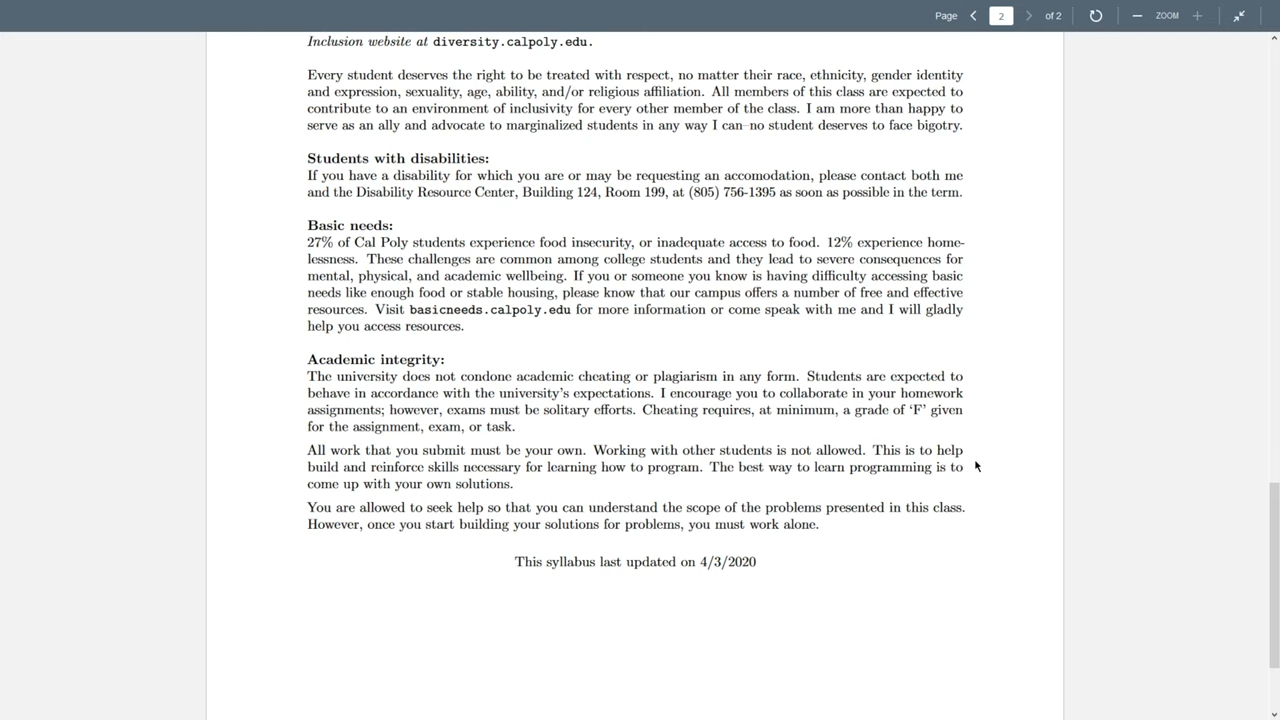 Page 2 of 2 ZOOM
Inclusion website at diversity.calpoly.edu.
Every student deserves the right to be treated with respect, no matter their race, ethnicity, gender identity
and expression, sexuality, age, ability, and/or religious affiliation. All members of this class are expected to
contribute to an environment of inclusivity for every other member of the class. I am more than happy to
serve as an ally and advocate to marginalized students in any way I can–no student deserves to face bigotry.
Students with disabilities:
If you have a disability for which you are or may be requesting an accomodation, please contact both me
and the Disability Resource Center, Building 124, Room 199, at (805) 756-1395 as soon as possible in the term.
Basic needs:
27% of Cal Poly students experience food insecurity, or inadequate access to food. 12% experience home-
lessness. These challenges are common among college students and they lead to severe consequences for
mental, physical, and academic wellbeing. If you or someone you know is having difficulty accessing basic
needs like enough food or stable housing, please know that our campus offers a number of free and effective
resources. Visit basicneeds.calpoly.edu for more information or come speak with me and I will gladly
help you access resources.
Academic integrity:
The university does not condone academic cheating or plagiarism in any form. Students are expected to
behave in accordance with the university's expectations. I encourage you to collaborate in your homework
assignments; however, exams must be solitary efforts. Cheating requires, at minimum, a grade of ‘F’ given
for the assignment, exam, or task.
All work that you submit must be your own. Working with other students is not allowed. This is to help
build and reinforce skills necessary for learning how to program. The best way to learn programming is to
come up with your own solutions.
You are allowed to seek help so that you can understand the scope of the problems presented in this class.
However, once you start building your solutions for problems, you must work alone.
This syllabus last updated on 4/3/2020